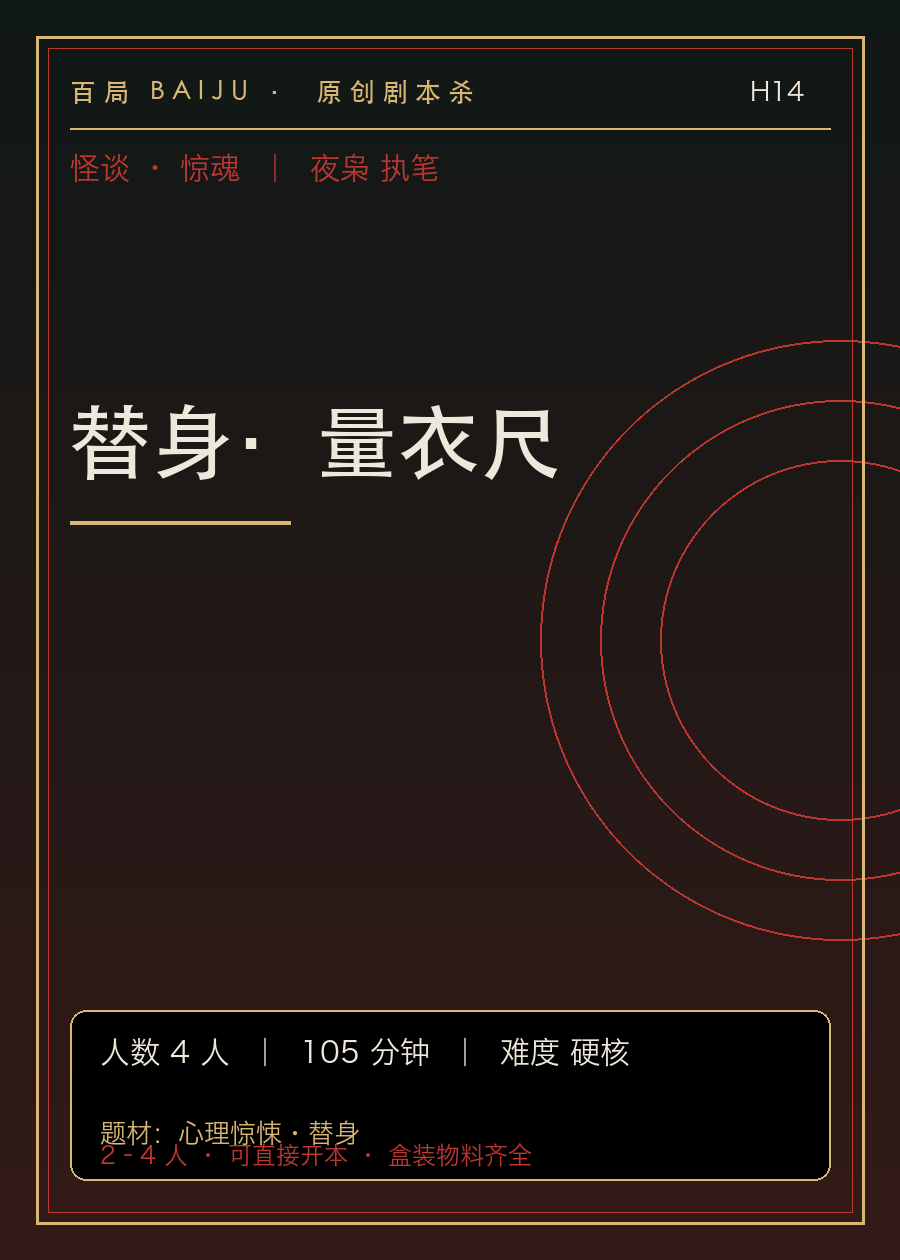 百局 BAIJU · 原创剧本杀 H14
怪谈 · 惊魂 | 夜枭 执笔
替身· 量衣尺
人数 4 人 | 105 分钟 | 难度 硬核
题材: 心理惊悚·替身
2-4 人 · 可直接开本 · 盒装物料齐全